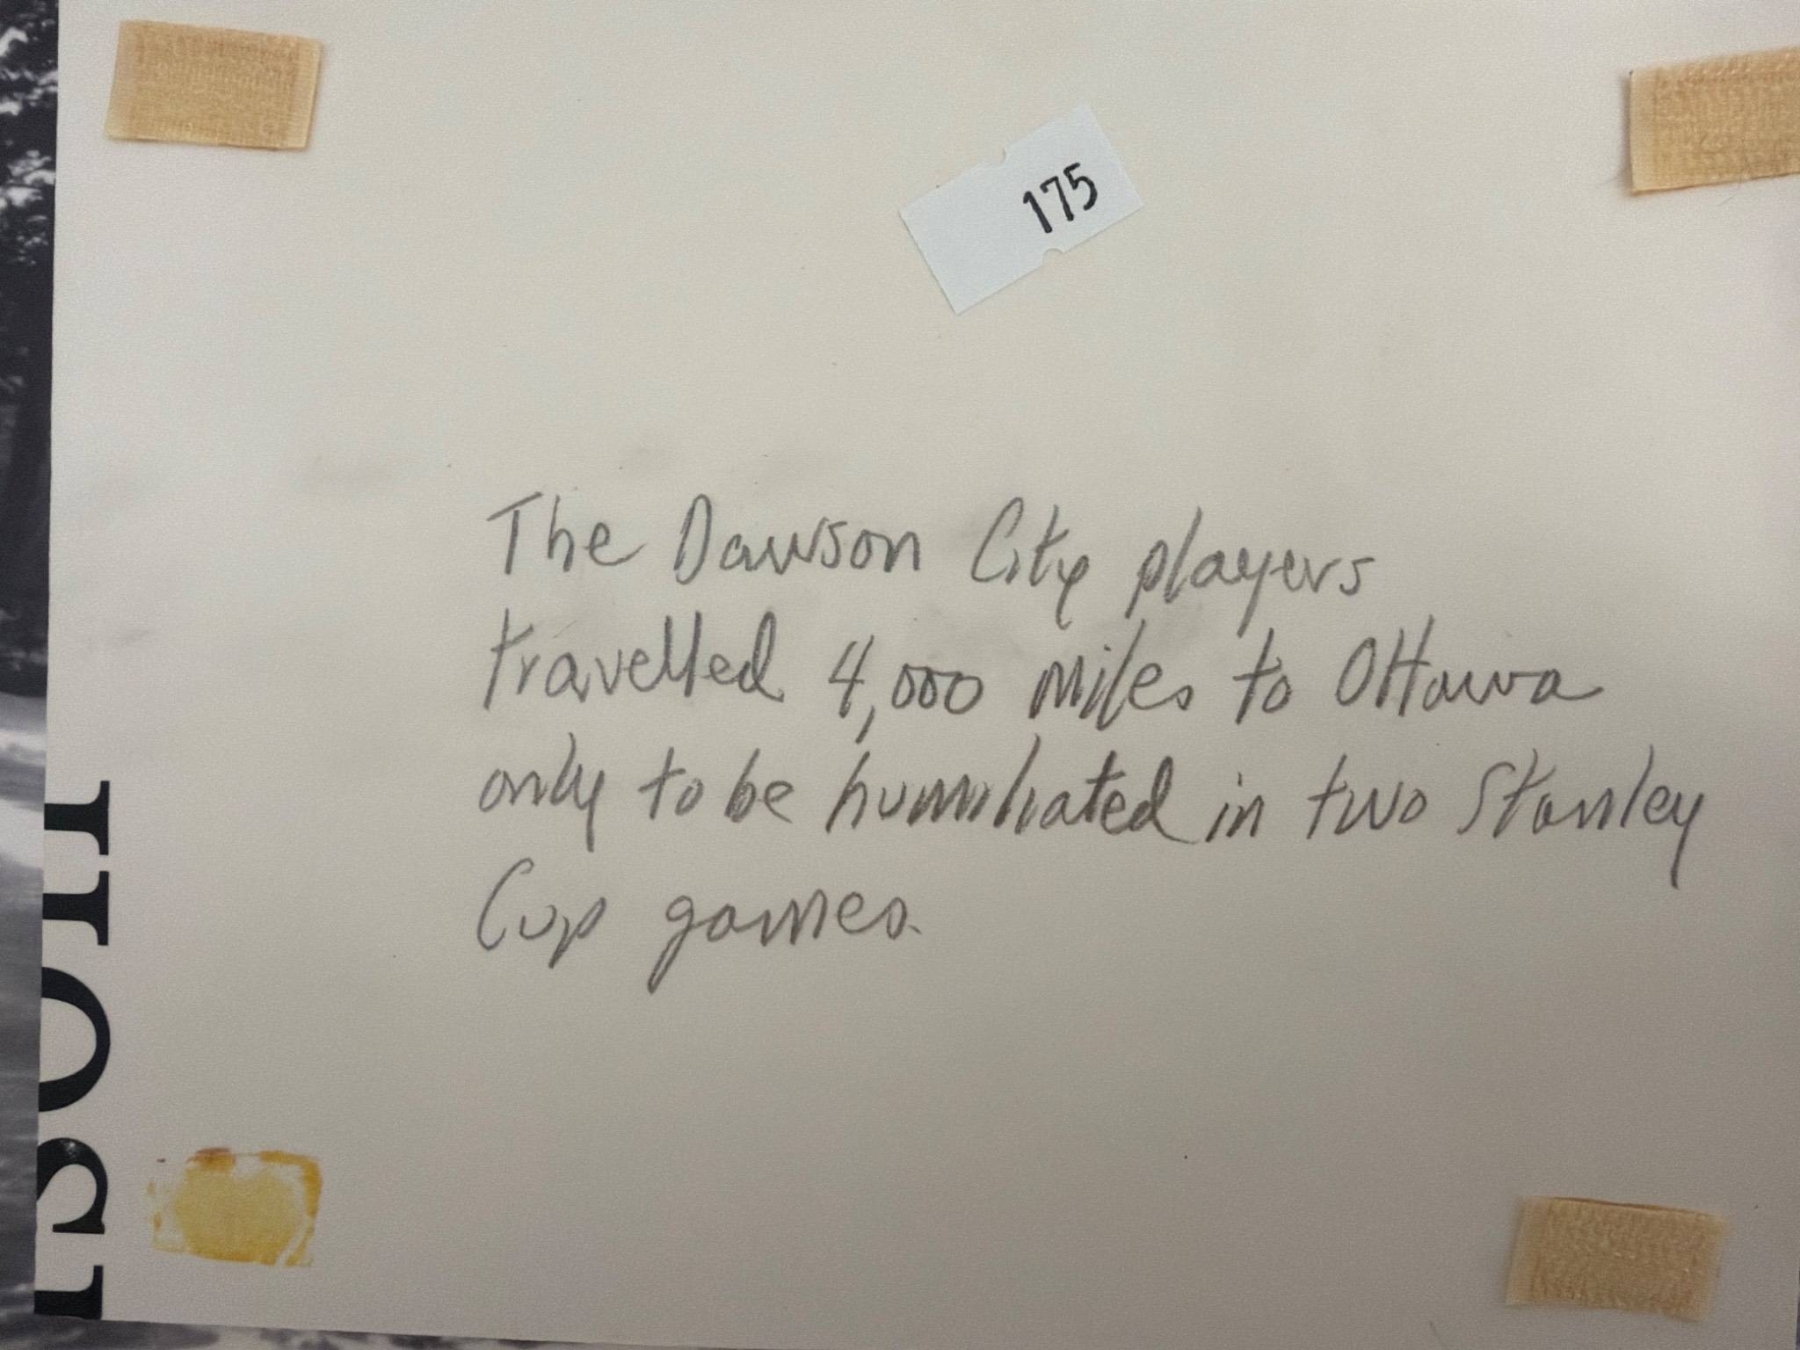 175
The Dawson City players
travelled 4,000 miles to Ottawa
only to be humiliated in two Stanley
Cup games.